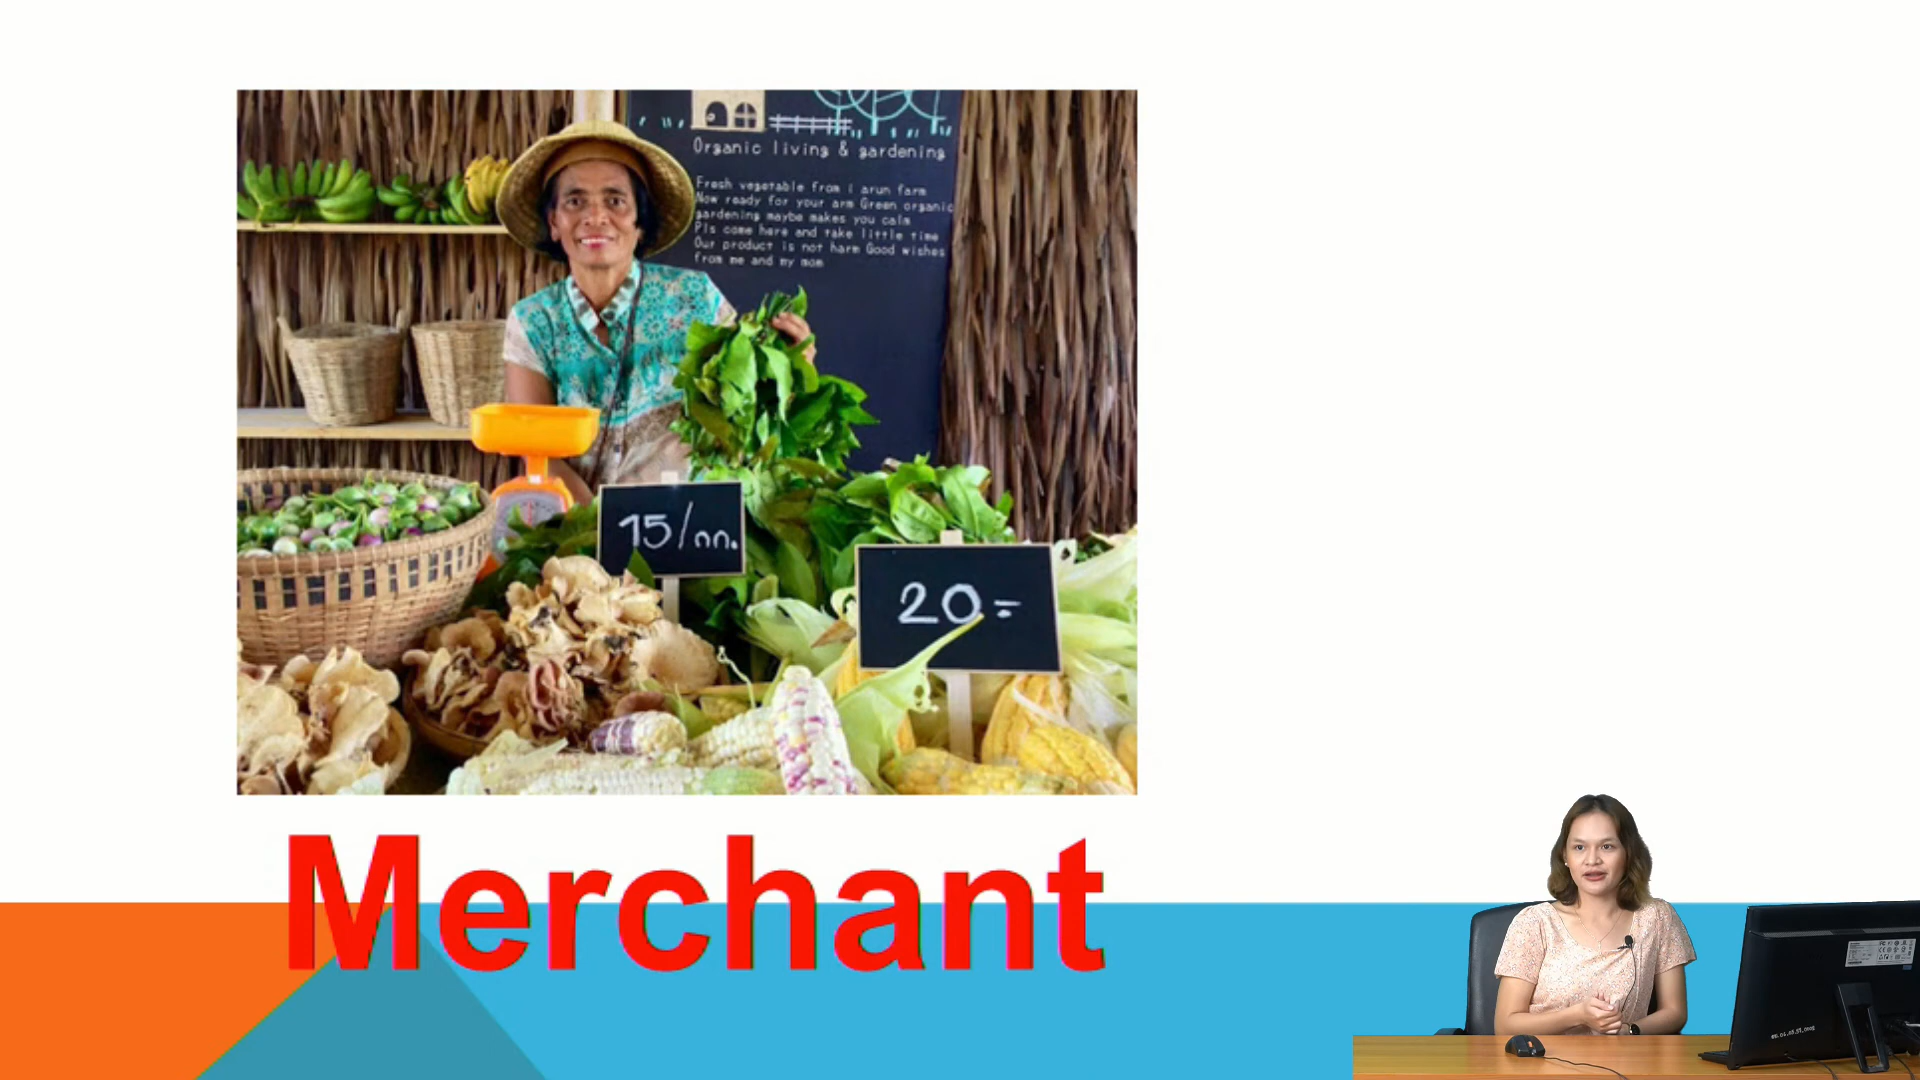 Organic living & gardening
Fresh vegetable from i arun farm
Now ready for your arm Green organic
gardening maybe makes you calm
Pls come here and take little time
Our product is not harm Good wishes
from me and my mom
15/กก.
20=
Merchant